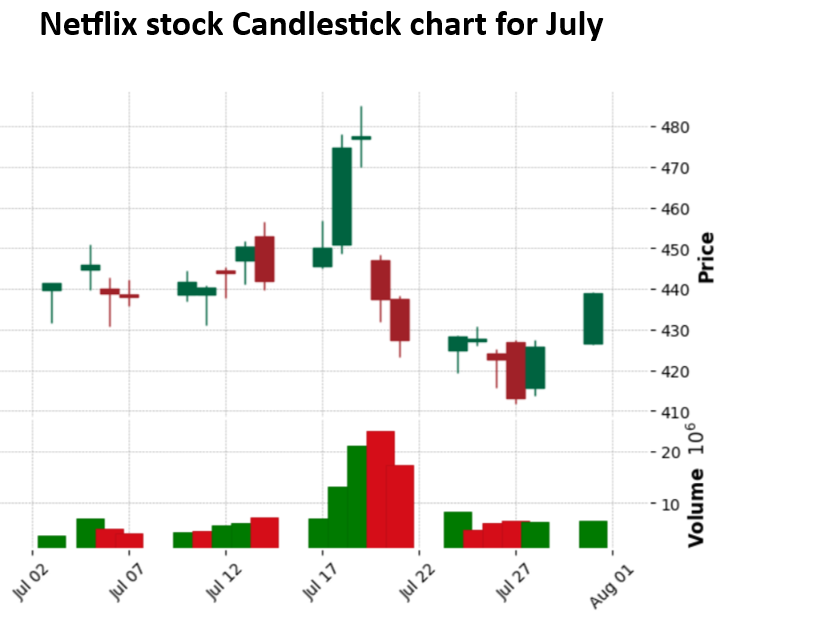 Netflix stock Candlestick chart for July
480
470
460
450
440
430
420
410
Price
20
10
Volume 10⁶
Jul 02
Jul 07
Jul 12
Jul 17
Jul 22
Jul 27
Aug 01